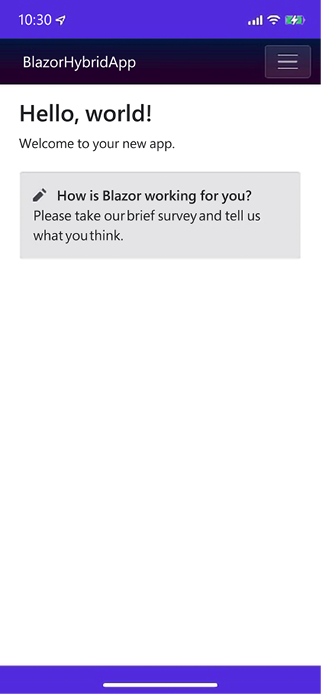 10:30
BlazorHybridApp
Hello, world!
Welcome to your new app.
How is Blazor working for you?
Please take our brief survey and tell us
what you think.